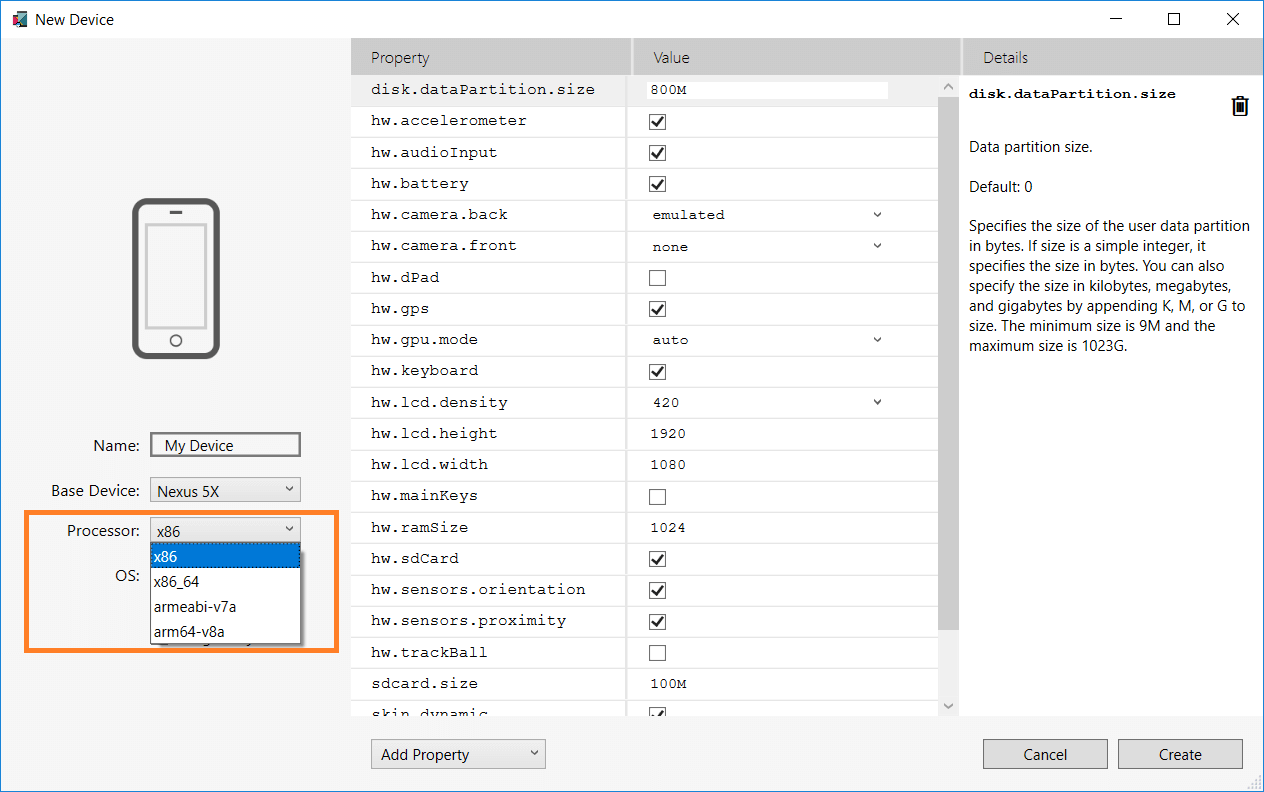 New Device
Property Value Details
disk.dataPartition.size 800M
hw.accelerometer
hw.audioInput
hw.battery
hw.camera.back emulated
hw.camera.front none
hw.dPad
hw.gps
hw.gpu.mode auto
hw.keyboard
hw.lcd.density 420
hw.lcd.height 1920
hw.lcd.width 1080
hw.mainKeys
hw.ramSize 1024
hw.sdCard
hw.sensors.orientation
hw.sensors.proximity
hw.trackBall
sdcard.size 100M
skin.dynamic
disk.dataPartition.size
Data partition size.
Default: 0
Specifies the size of the user data partition
in bytes. If size is a simple integer, it
specifies the size in bytes. You can also
specify the size in kilobytes, megabytes,
and gigabytes by appending K, M, or G to
size. The minimum size is 9M and the
maximum size is 1023G.
Name: My Device
Base Device: Nexus 5X
Processor: x86
x86
OS:
x86_64
armeabi-v7a
arm64-v8a
Add Property
Cancel
Create